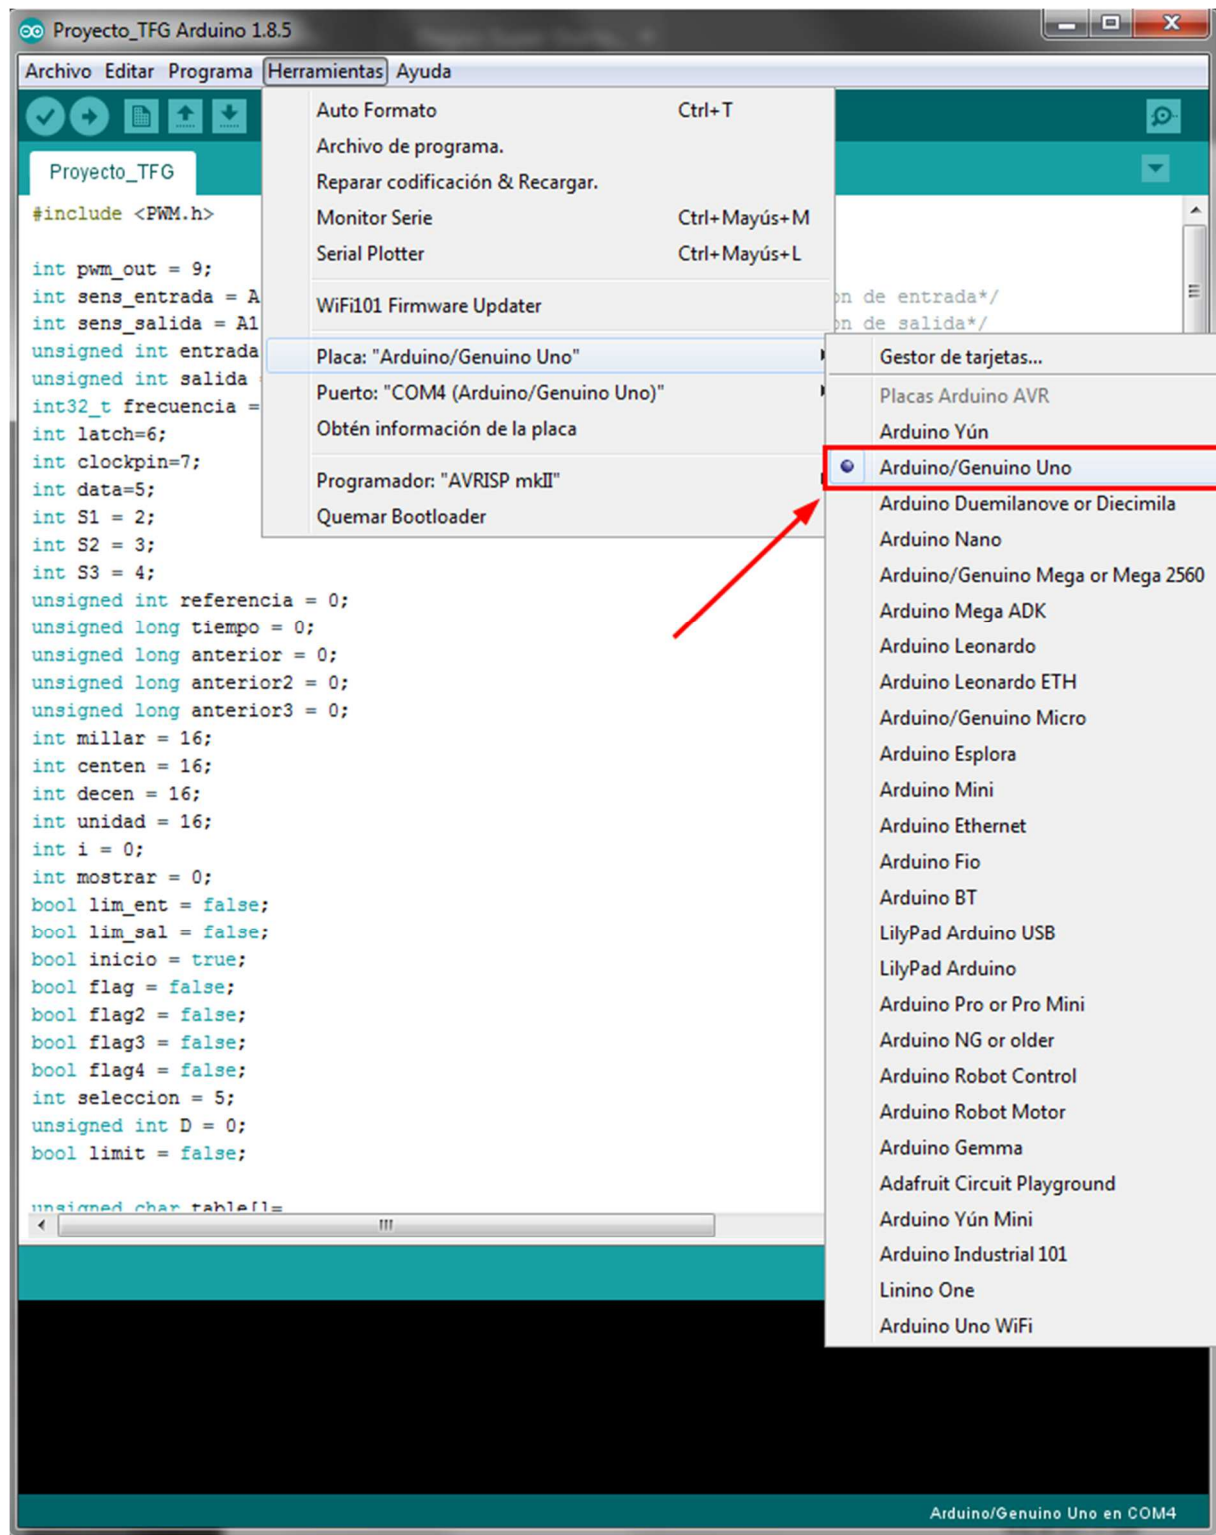 Proyecto_TFG Arduino 1.8.5
Archivo Editar Programa Herramientas Ayuda
Auto Formato Ctrl+T
Archivo de programa.
Reparar codificación & Recargar.
Monitor Serie Ctrl+Mayús+M
Serial Plotter Ctrl+Mayús+L
WiFi101 Firmware Updater
Placa: "Arduino/Genuino Uno"
Puerto: "COM4 (Arduino/Genuino Uno)"
Obtén información de la placa
Programador: "AVRISP mkII"
Quemar Bootloader
Gestor de tarjetas...
Placas Arduino AVR
Arduino Yún
Arduino/Genuino Uno
Arduino Duemilanove or Diecimila
Arduino Nano
Arduino/Genuino Mega or Mega 2560
Arduino Mega ADK
Arduino Leonardo
Arduino Leonardo ETH
Arduino/Genuino Micro
Arduino Esplora
Arduino Mini
Arduino Ethernet
Arduino Fio
Arduino BT
LilyPad Arduino USB
LilyPad Arduino
Arduino Pro or Pro Mini
Arduino NG or older
Arduino Robot Control
Arduino Robot Motor
Arduino Gemma
Adafruit Circuit Playground
Arduino Yún Mini
Arduino Industrial 101
Linino One
Arduino Uno WiFi
Proyecto_TFG
#include <PWM.h>
int pwm_out = 9;
int sens_entrada = A de entrada*/
int sens_salida = A1 de salida*/
unsigned int entrada
unsigned int salida
int32_t frecuencia =
int latch=6;
int clockpin=7;
int data=5;
int S1 = 2;
int S2 = 3;
int S3 = 4;
unsigned int referencia = 0;
unsigned long tiempo = 0;
unsigned long anterior = 0;
unsigned long anterior2 = 0;
unsigned long anterior3 = 0;
int millar = 16;
int centen = 16;
int decen = 16;
int unidad = 16;
int i = 0;
int mostrar = 0;
bool lim_ent = false;
bool lim_sal = false;
bool inicio = true;
bool flag = false;
bool flag2 = false;
bool flag3 = false;
bool flag4 = false;
int seleccion = 5;
unsigned int D = 0;
bool limit = false;
unsigned char table[]=
Arduino/Genuino Uno en COM4